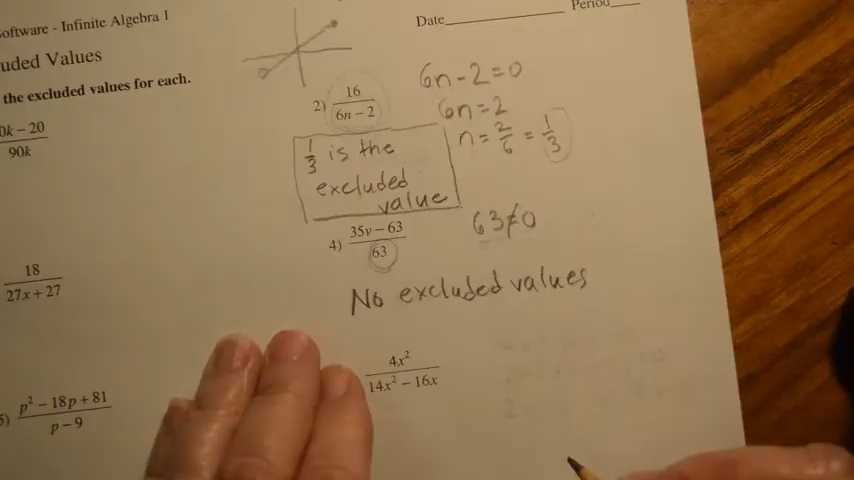 oftware - Infinite Algebra 1
Date
Period
uded Values
the excluded values for each.
0k − 20
90k
2) 16
6n − 2
6n - 2 = 0
6n = 2
n = 2/6 = 1/3
1/3 is the
excluded
value
4) 35v − 63
63
63 ≠ 0
No excluded values
18
27x + 27
4x²
14x² − 16x
5) p² − 18p + 81
p − 9